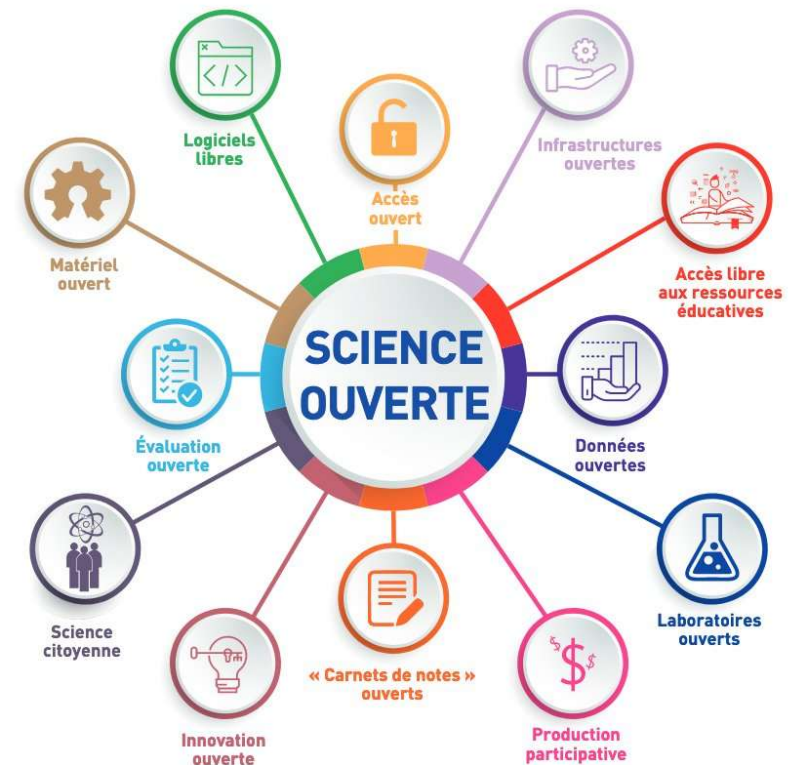 SCIENCE
OUVERTE
Accès
ouvert
Infrastructures
ouvertes
Accès libre
aux ressources
éducatives
Données
ouvertes
Laboratoires
ouverts
Production
participative
« Carnets de notes »
ouverts
Innovation
ouverte
Science
citoyenne
Évaluation
ouverte
Matériel
ouvert
Logiciels
libres